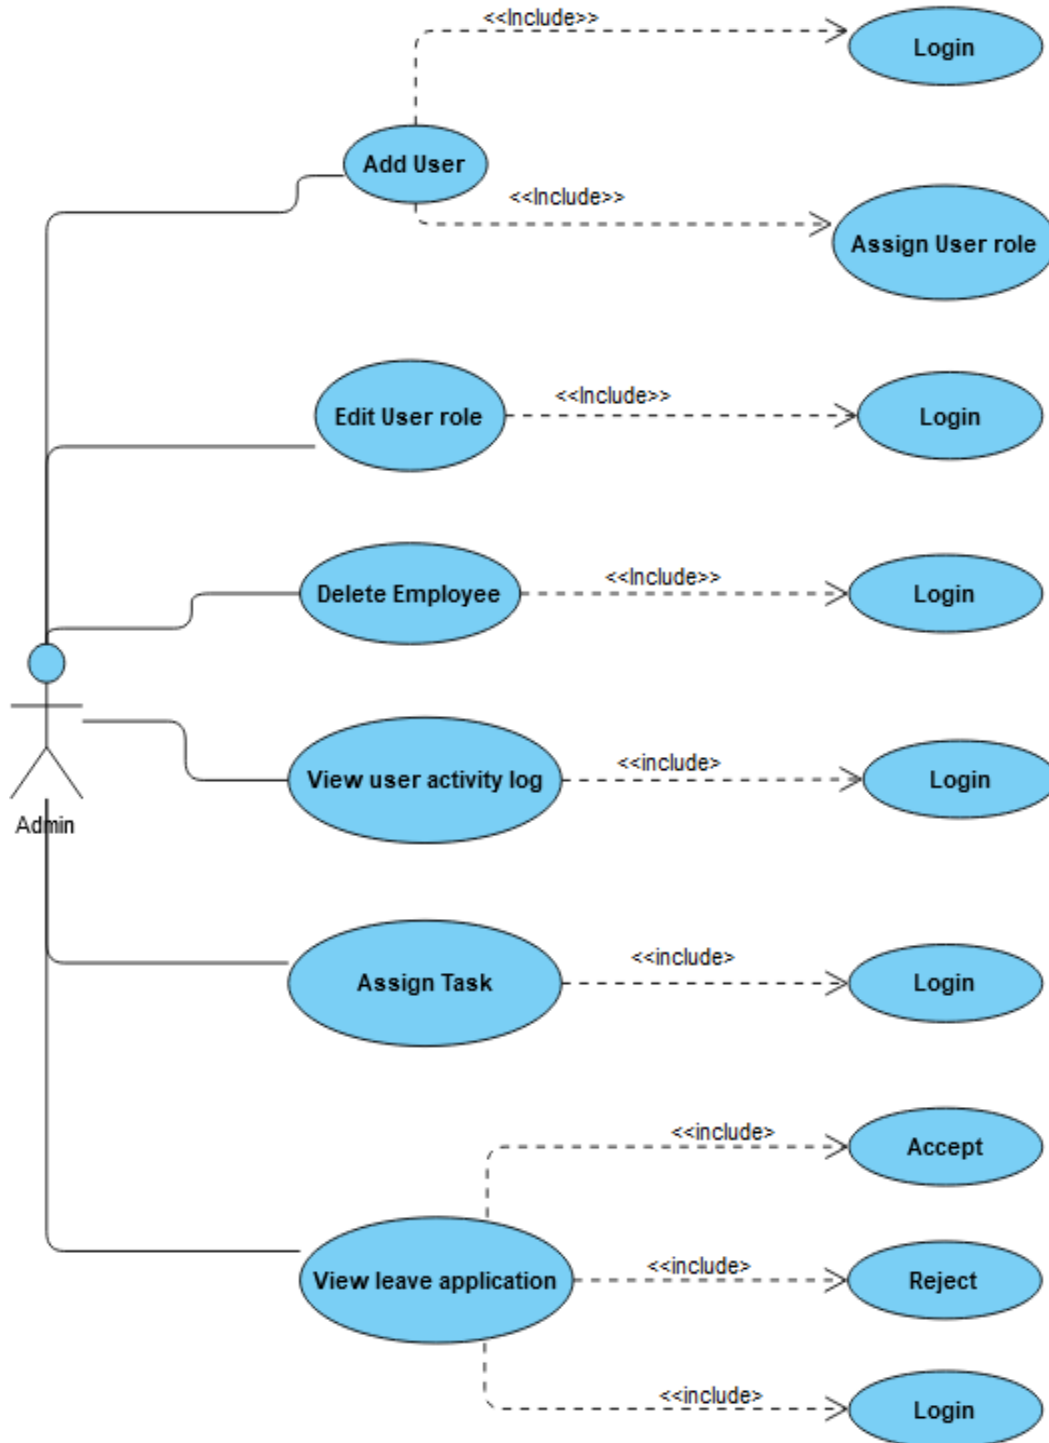 <<Include>>
Login
Add User
<<Include>>
Assign User role
<<Include>>
Edit User role
Login
<<Include>>
Delete Employee
Login
<<include>
View user activity log
Login
Admin
<<include>
Assign Task
Login
<<include>
Accept
<<include>
View leave application
Reject
<<include>
Login